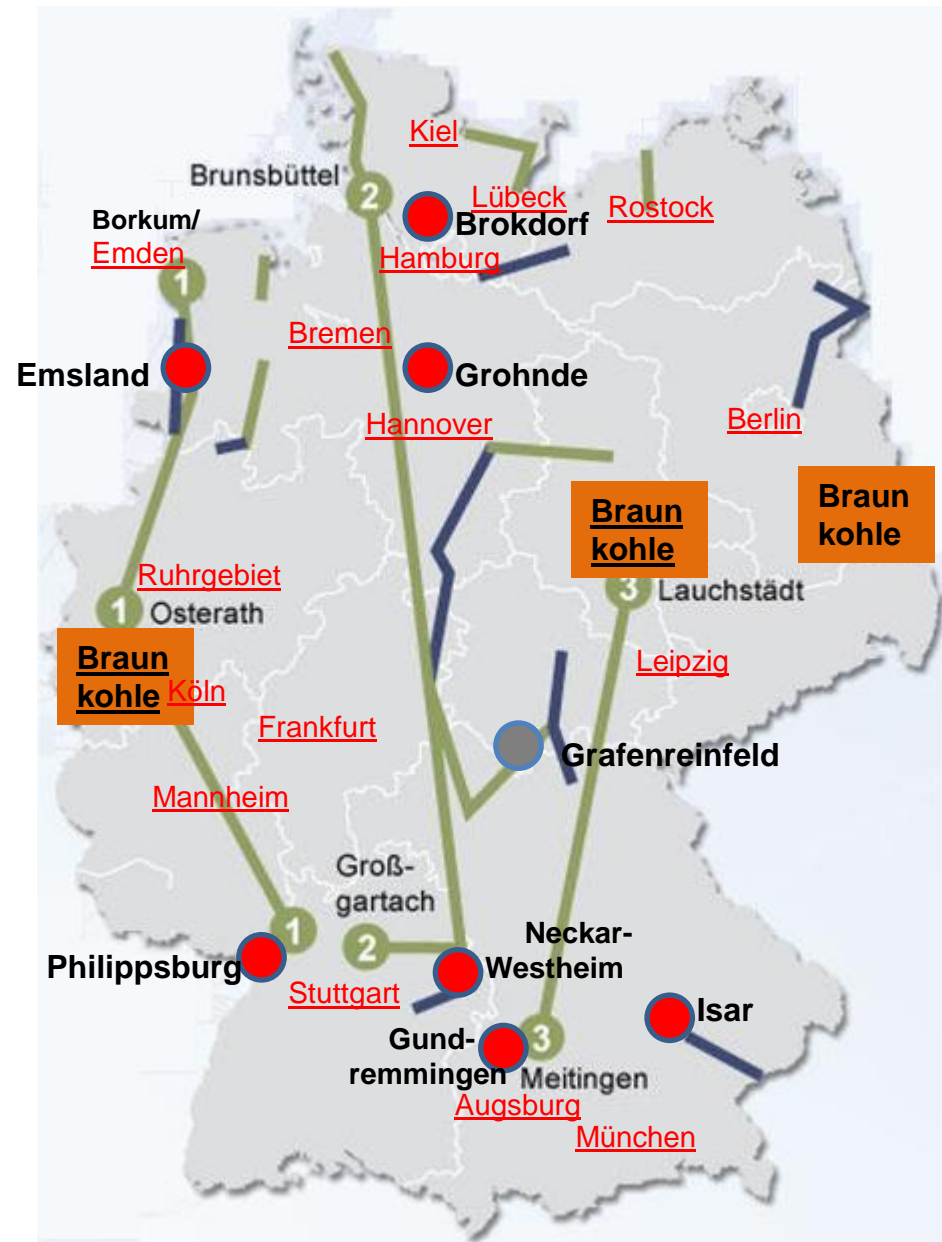 Kiel
Brunsbüttel
2
Lübeck
Rostock
Borkum/
Brokdorf
Emden
Hamburg
1
Bremen
Emsland
Grohnde
Hannover
Berlin
Braun
kohle
Braun
kohle
Ruhrgebiet
3
Lauchstädt
1
Osterath
Braun
kohle
Köln
Leipzig
Frankfurt
Grafenreinfeld
Mannheim
Groß-
gartach
1
2
Neckar-
Westheim
Philippsburg
Stuttgart
Isar
Gund-
remmingen
3
Meitingen
Augsburg
München